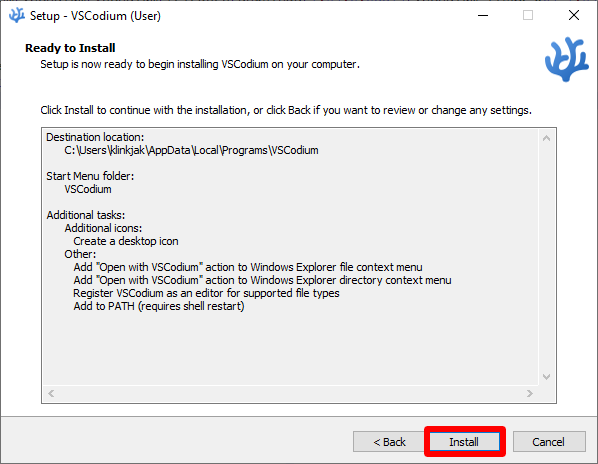 Setup - VSCodium (User)
Ready to Install
Setup is now ready to begin installing VSCodium on your computer.
Click Install to continue with the installation, or click Back if you want to review or change any settings.
Destination location:
C:\Users\klinkjak\AppData\Local\Programs\VSCodium
Start Menu folder:
VSCodium
Additional tasks:
Additional icons:
Create a desktop icon
Other:
Add "Open with VSCodium" action to Windows Explorer file context menu
Add "Open with VSCodium" action to Windows Explorer directory context menu
Register VSCodium as an editor for supported file types
Add to PATH (requires shell restart)
< Back Install Cancel